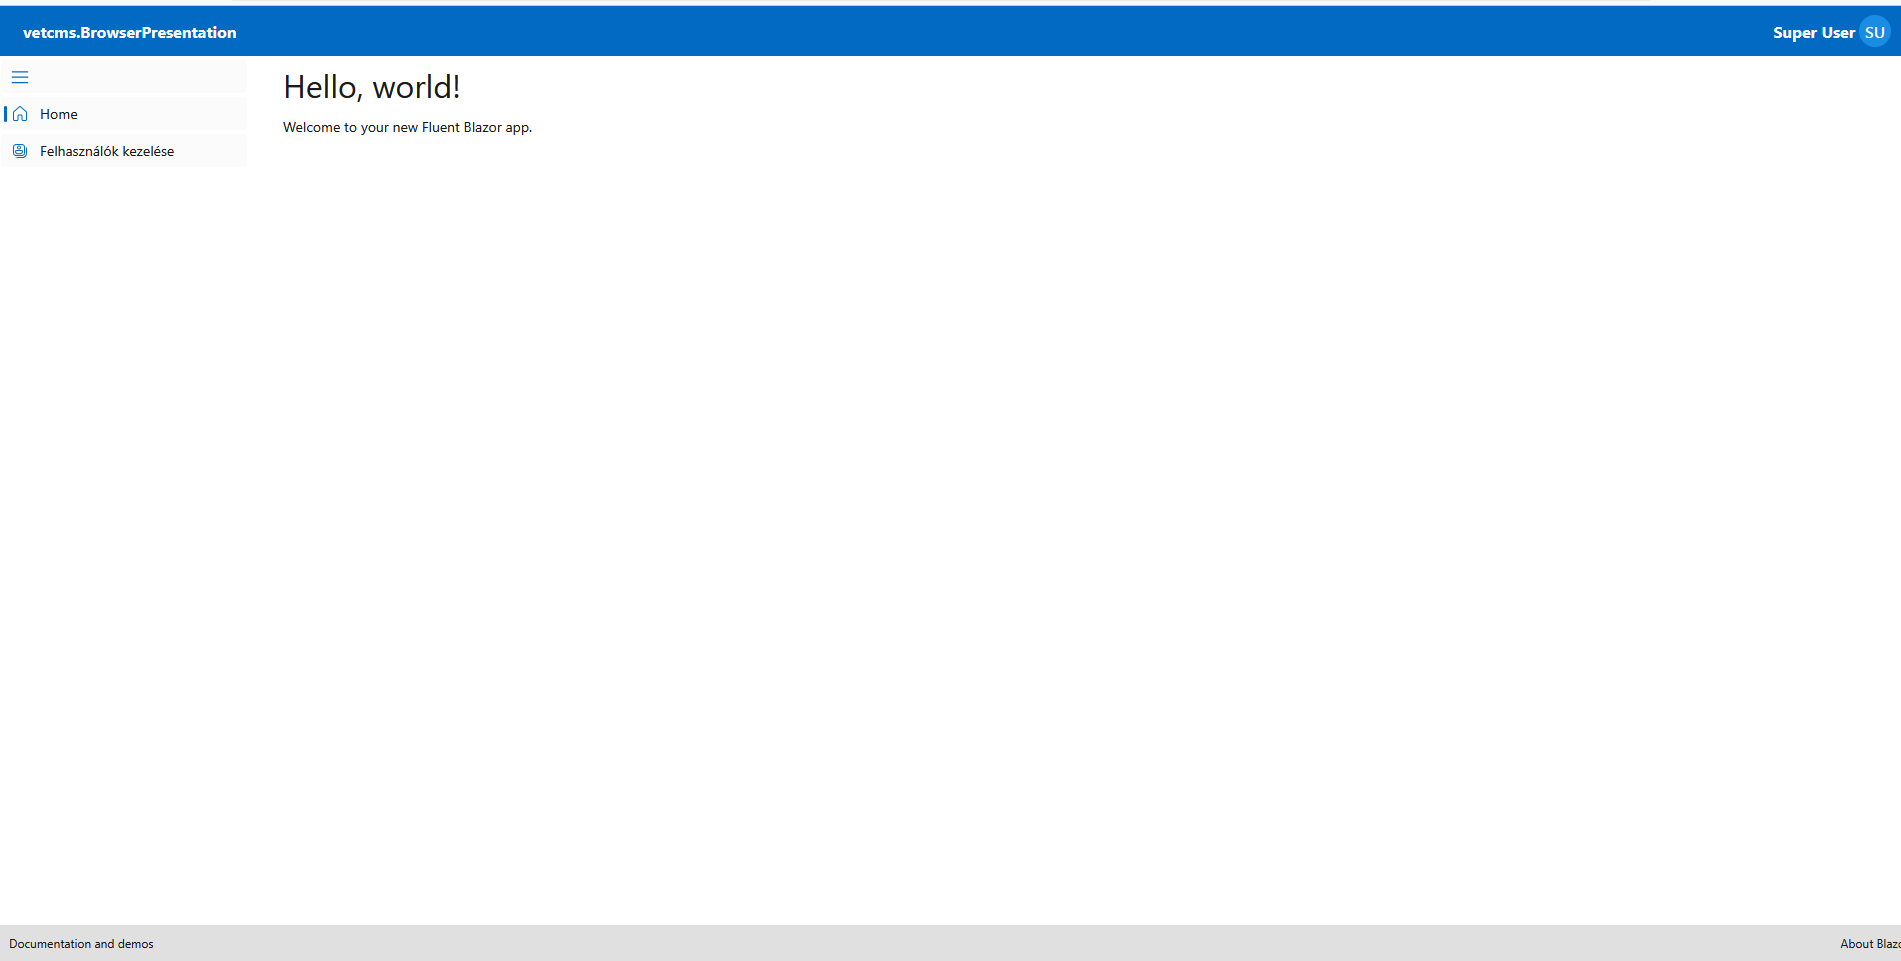 vetcms.BrowserPresentation
Super User SU
Home
Felhasználók kezelése
Hello, world!
Welcome to your new Fluent Blazor app.
Documentation and demos
About